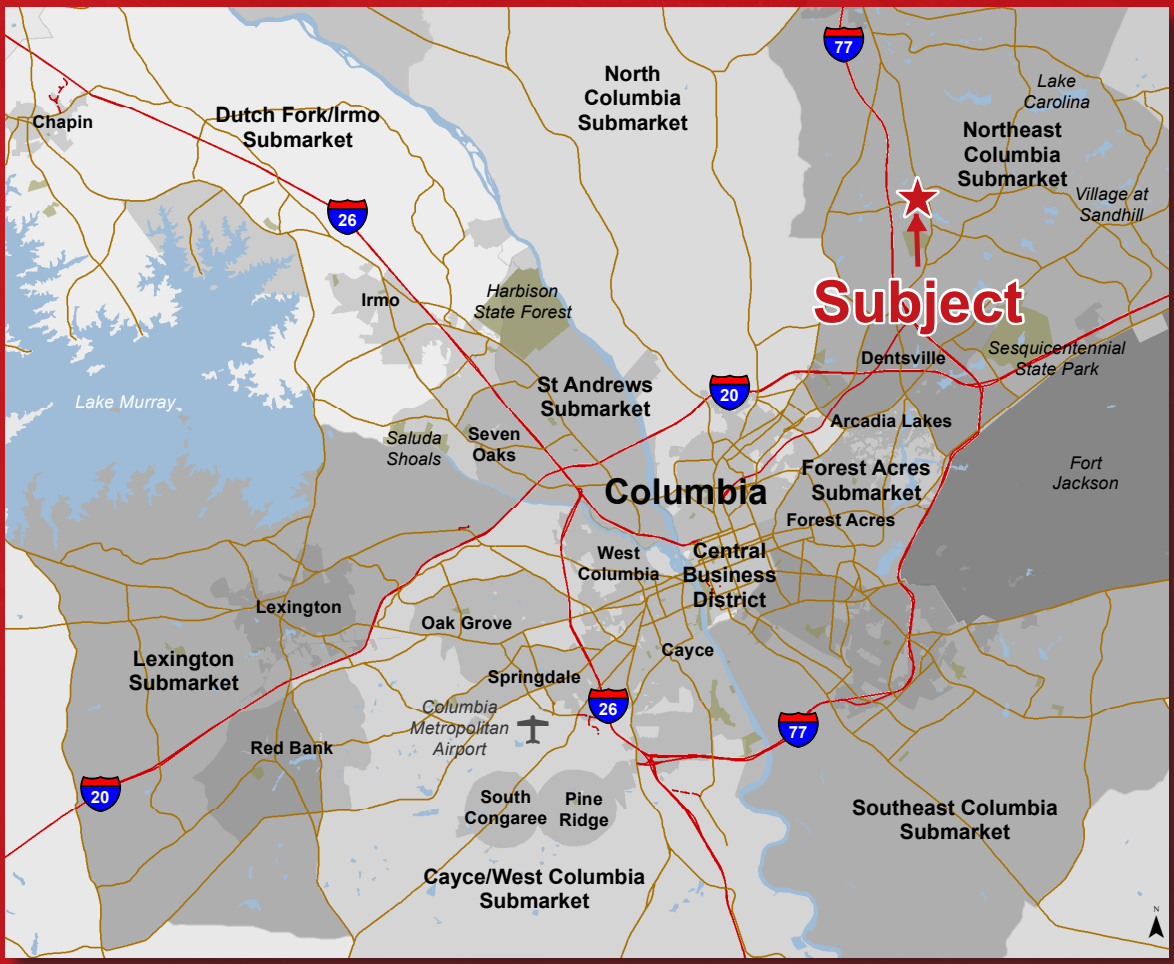 77
Lake
Carolina
North
Columbia
Submarket
Dutch Fork/Irmo
Submarket
Chapin
Northeast
Columbia
Submarket
Village at
Sandhill
26
Irmo
Harbison
State Forest
Subject
Dentsville
Sesquicentennial
State Park
St Andrews
Submarket
20
Lake Murray
Arcadia Lakes
Saluda
Shoals
Seven
Oaks
Forest Acres
Submarket
Fort
Jackson
Columbia
Forest Acres
West
Columbia
Central
Business
District
Lexington
Oak Grove
Cayce
Lexington
Submarket
Springdale
26
Columbia
Metropolitan
Airport
77
Red Bank
20
South
Congaree
Pine
Ridge
Southeast Columbia
Submarket
Cayce/West Columbia
Submarket
N